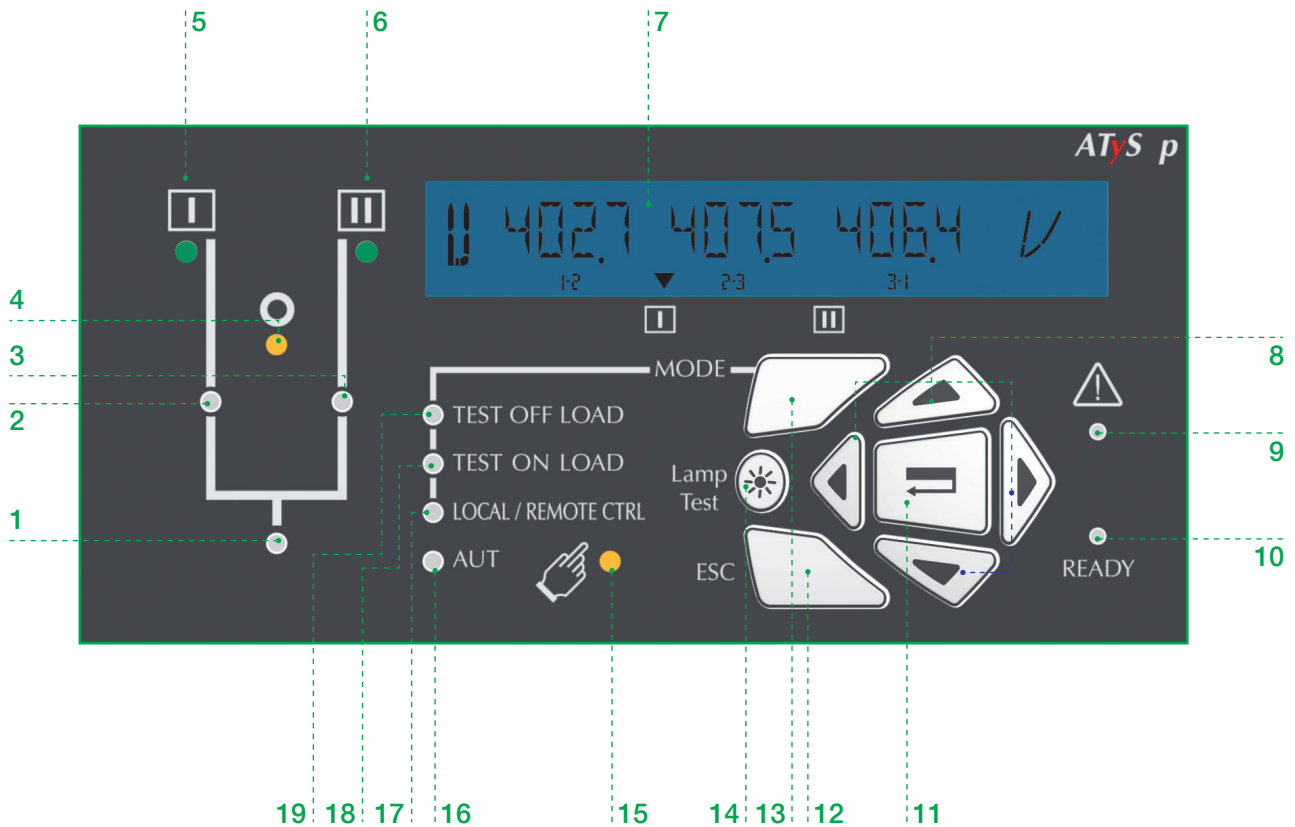 5 6 7
ATyS p
I II
U 402.7 407.5 406.4 V
1-2 2-3 3-1
I II
4
3
2
1
8
9
10
MODE
TEST OFF LOAD
TEST ON LOAD
LOCAL / REMOTE CTRL
AUT
Lamp
Test
ESC
READY
19 18 17 16 15 14 13 12 11